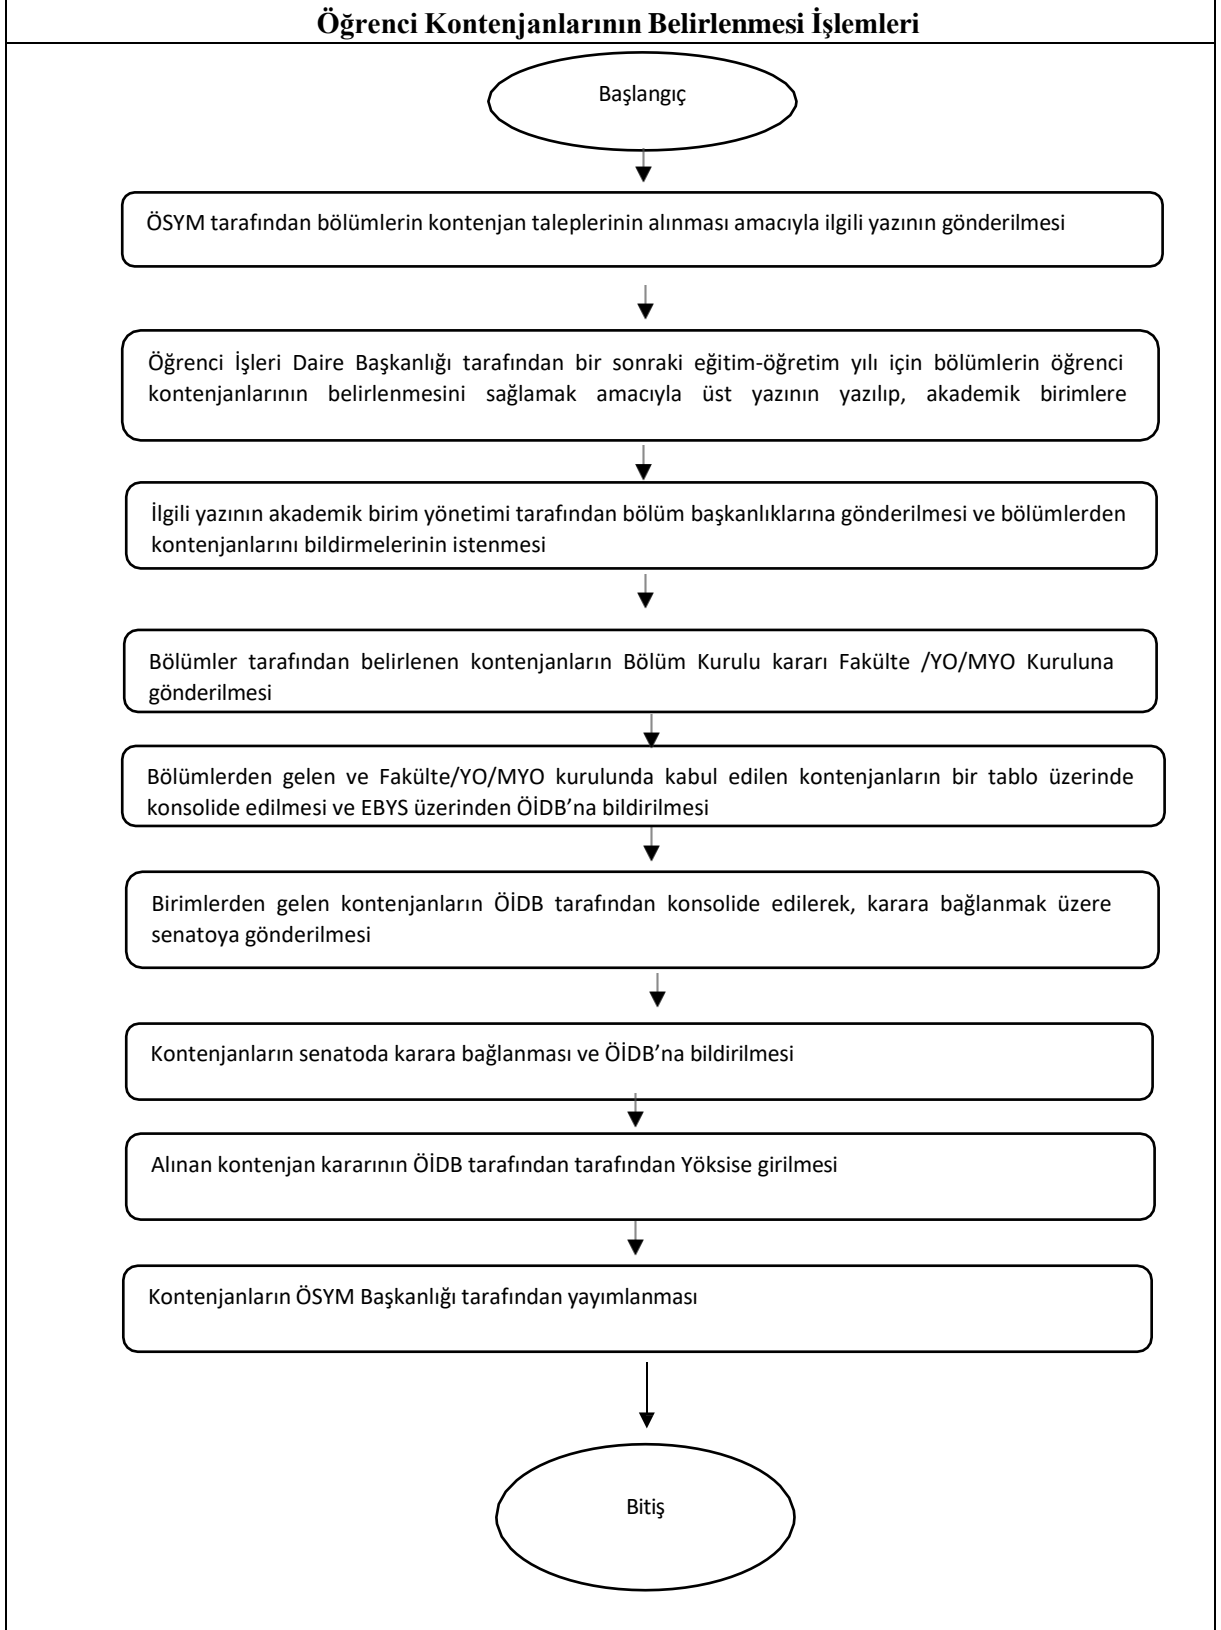 Öğrenci Kontenjanlarının Belirlenmesi İşlemleri
Başlangıç
ÖSYM tarafından bölümlerin kontenjan taleplerinin alınması amacıyla ilgili yazının gönderilmesi
Öğrenci İşleri Daire Başkanlığı tarafından bir sonraki eğitim-öğretim yılı için bölümlerin öğrenci
kontenjanlarının belirlenmesini sağlamak amacıyla üst yazının yazılıp, akademik birimlere
İlgili yazının akademik birim yönetimi tarafından bölüm başkanlıklarına gönderilmesi ve bölümlerden
kontenjanlarını bildirmelerinin istenmesi
Bölümler tarafından belirlenen kontenjanların Bölüm Kurulu kararı Fakülte /YO/MYO Kuruluna
gönderilmesi
Bölümlerden gelen ve Fakülte/YO/MYO kurulunda kabul edilen kontenjanların bir tablo üzerinde
konsolide edilmesi ve EBYS üzerinden ÖİDB’na bildirilmesi
Birimlerden gelen kontenjanların ÖİDB tarafından konsolide edilerek, karara bağlanmak üzere
senatoya gönderilmesi
Kontenjanların senatoda karara bağlanması ve ÖİDB’na bildirilmesi
Alınan kontenjan kararının ÖİDB tarafından tarafından Yöksise girilmesi
Kontenjanların ÖSYM Başkanlığı tarafından yayımlanması
Bitiş